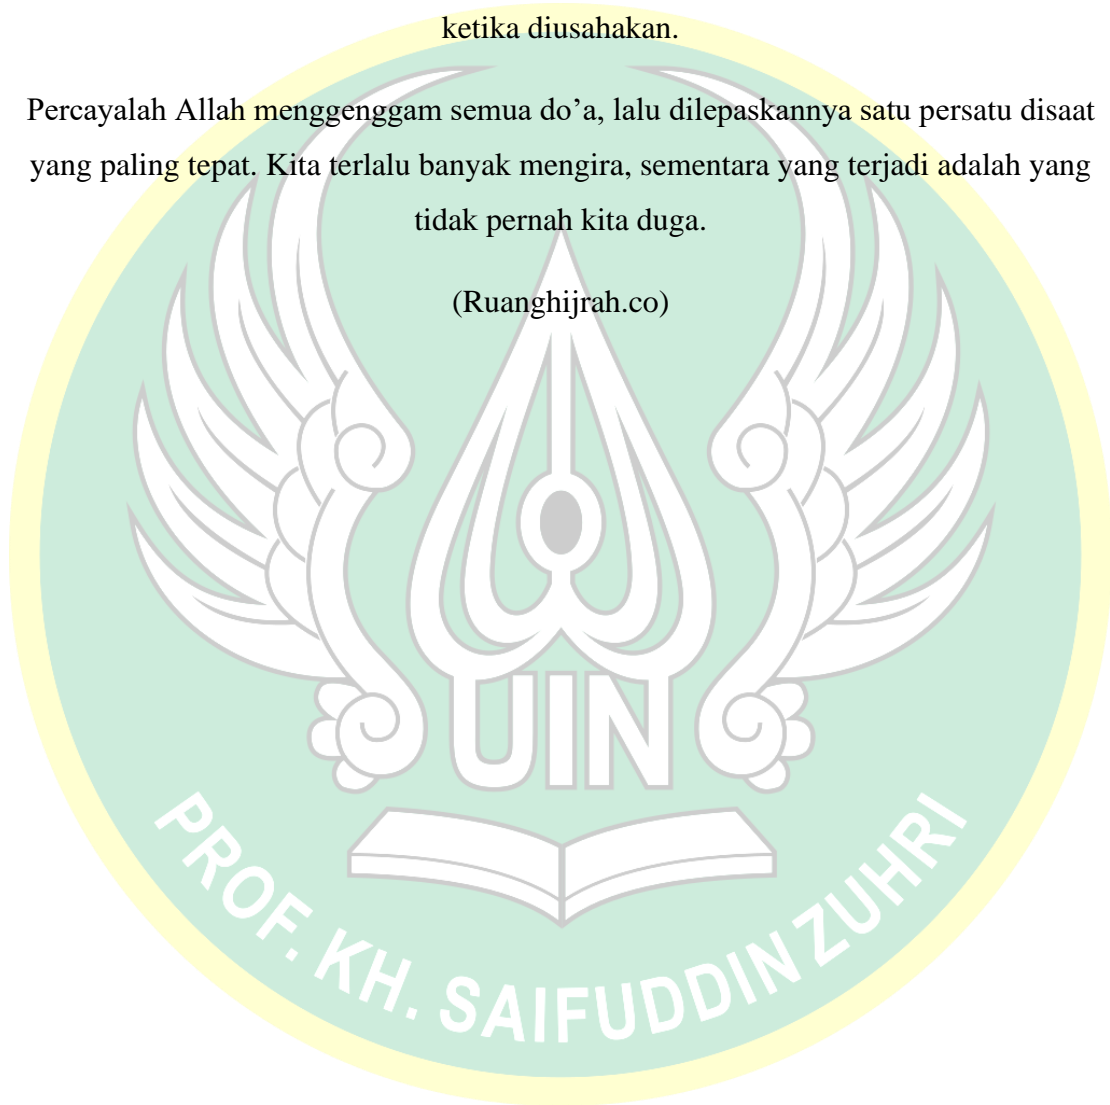 ketika diusahakan.
Percayalah Allah menggenggam semua do’a, lalu dilepaskannya satu persatu disaat
yang paling tepat. Kita terlalu banyak mengira, sementara yang terjadi adalah yang
tidak pernah kita duga.
(Ruanghijrah.co)
UIN
PROF. KH. SAIFUDDIN ZUHRI